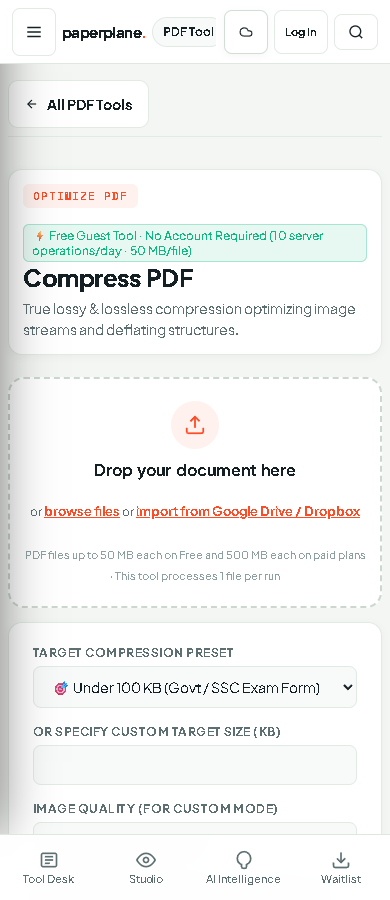 paperplane.
PDF Tool
Log In
All PDF Tools
OPTIMIZE PDF
⚡ Free Guest Tool · No Account Required (10 server
operations/day · 50 MB/file)
Compress PDF
True lossy & lossless compression optimizing image
streams and deflating structures.
Drop your document here
or browse files or import from Google Drive / Dropbox
PDF files up to 50 MB each on Free and 500 MB each on paid plans
· This tool processes 1 file per run
TARGET COMPRESSION PRESET
🎯 Under 100 KB (Govt / SSC Exam Form)
OR SPECIFY CUSTOM TARGET SIZE (KB)
IMAGE QUALITY (FOR CUSTOM MODE)
Tool Desk
Studio
AI Intelligence
Waitlist